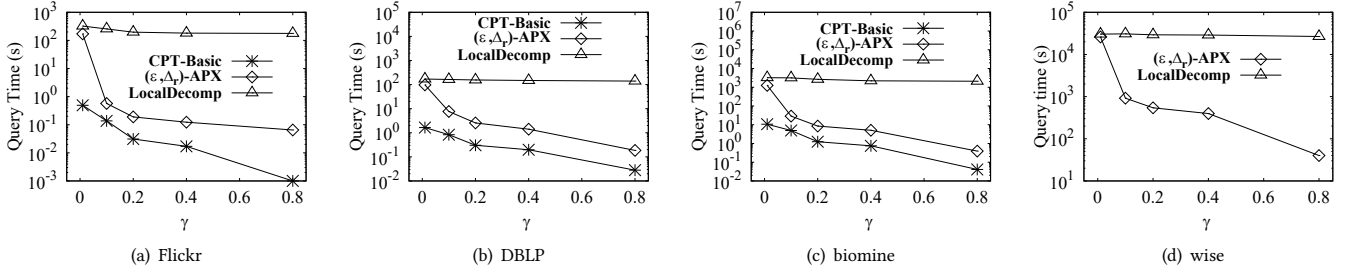 Query Time (s)
10^3
10^2
10^1
10^0
10^-1
10^-2
10^-3
CPT-Basic
(ε,Δ_r)-APX
LocalDecomp
0 0.2 0.4 0.6 0.8
γ
(a) Flickr
Query Time (s)
10^5
10^4
10^3
10^2
10^1
10^0
10^-1
10^-2
CPT-Basic
(ε,Δ_r)-APX
LocalDecomp
0 0.2 0.4 0.6 0.8
γ
(b) DBLP
Query Time (s)
10^7
10^6
10^5
10^4
10^3
10^2
10^1
10^0
10^-1
10^-2
CPT-Basic
(ε,Δ_r)-APX
LocalDecomp
0 0.2 0.4 0.6 0.8
γ
(c) biomine
Query time (s)
10^5
10^4
10^3
10^2
10^1
(ε,Δ_r)-APX
LocalDecomp
0 0.2 0.4 0.6 0.8
γ
(d) wise